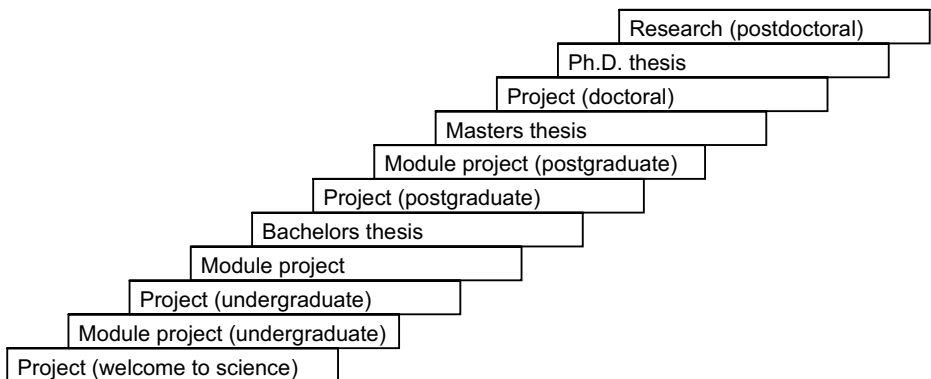 Research (postdoctoral)
Ph.D. thesis
Project (doctoral)
Masters thesis
Module project (postgraduate)
Project (postgraduate)
Bachelors thesis
Module project
Project (undergraduate)
Module project (undergraduate)
Project (welcome to science)